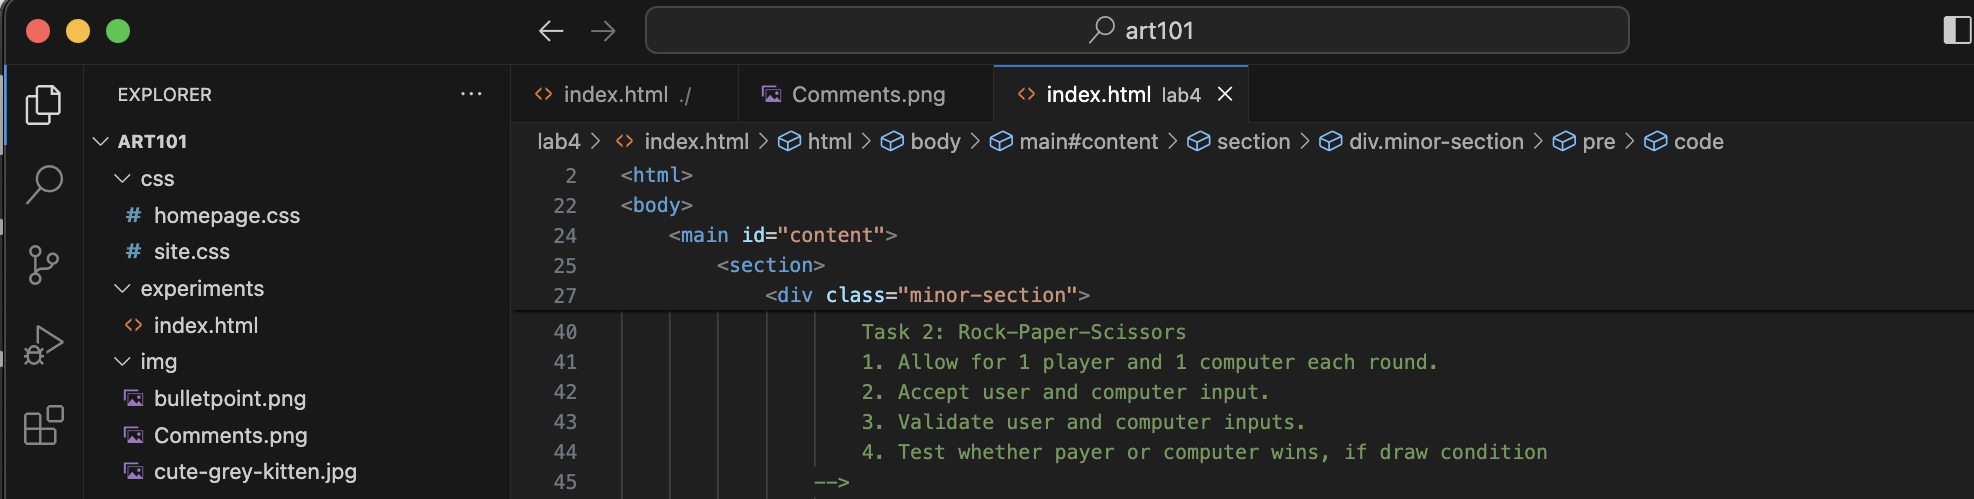 art101
EXPLORER
ART101
css
homepage.css
site.css
experiments
index.html
img
bulletpoint.png
Comments.png
cute-grey-kitten.jpg
index.html ./
Comments.png
index.html lab4
lab4 > index.html > html > body > main#content > section > div.minor-section > pre > code
2 <html>
22 <body>
24 <main id="content">
25 <section>
27 <div class="minor-section">
40 Task 2: Rock-Paper-Scissors
41 1. Allow for 1 player and 1 computer each round.
42 2. Accept user and computer input.
43 3. Validate user and computer inputs.
44 4. Test whether payer or computer wins, if draw condition
45 -->